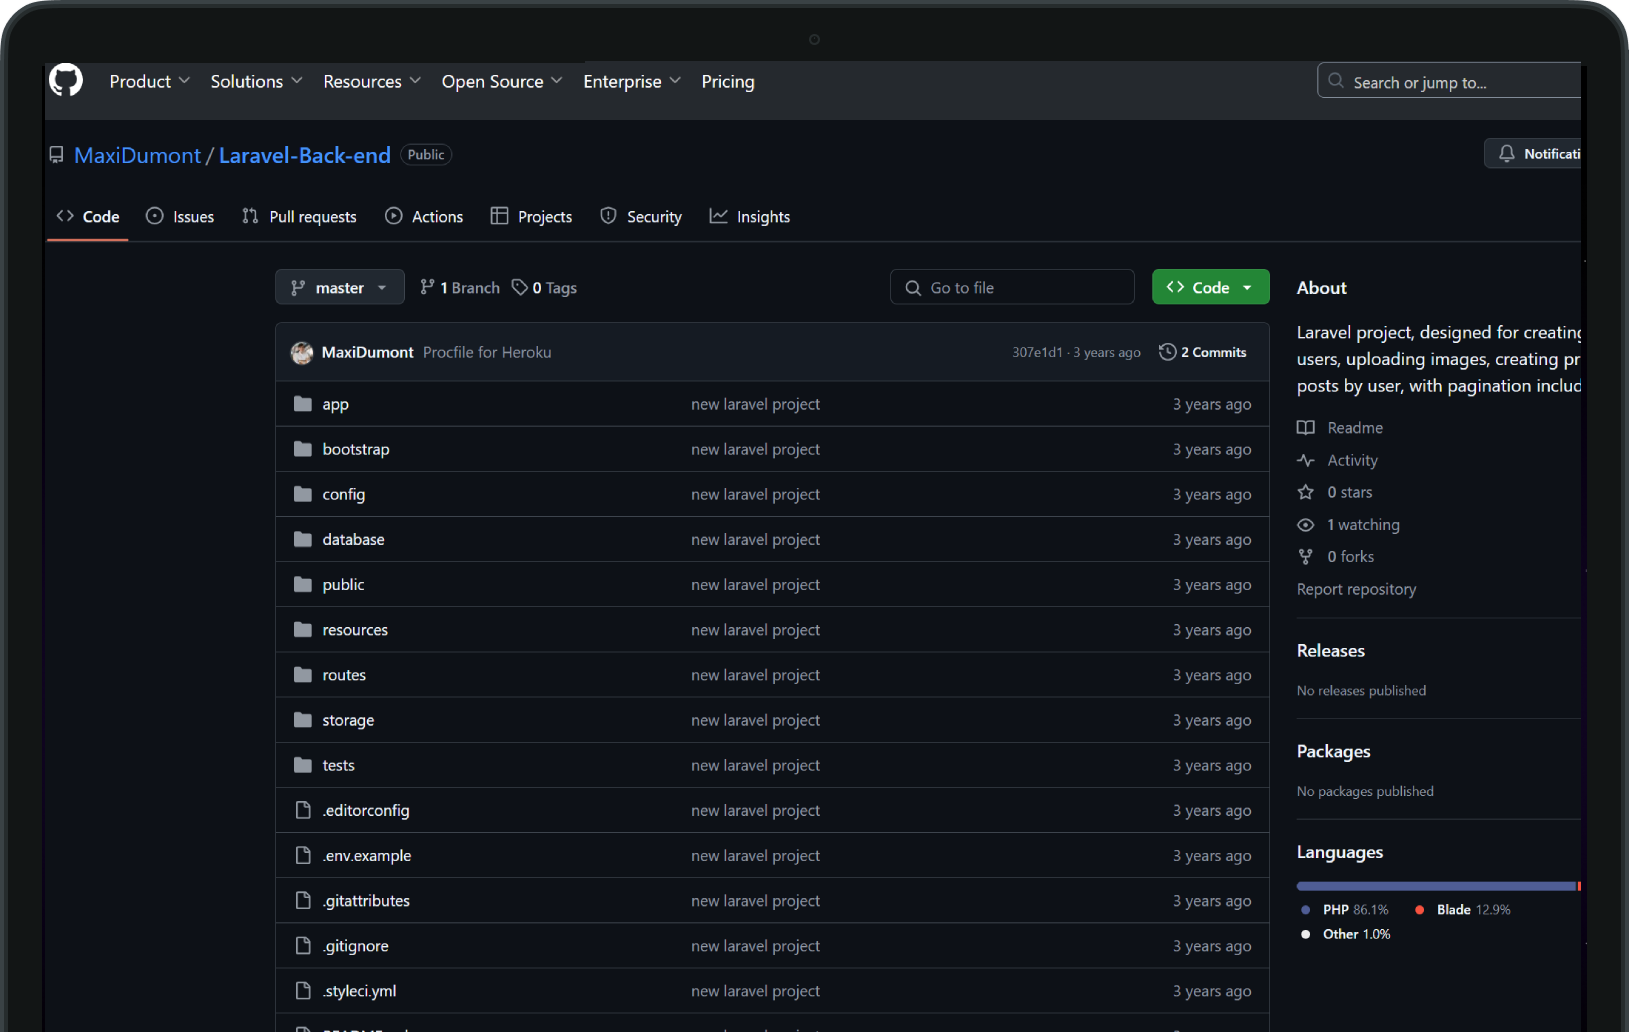 Product Solutions Resources Open Source Enterprise Pricing Search or jump to...
MaxiDumont / Laravel-Back-end Public Notificati
Code Issues Pull requests Actions Projects Security Insights
master 1 Branch 0 Tags Go to file Code
MaxiDumont Procfile for Heroku 307e1d1 · 3 years ago 2 Commits
app new laravel project 3 years ago
bootstrap new laravel project 3 years ago
config new laravel project 3 years ago
database new laravel project 3 years ago
public new laravel project 3 years ago
resources new laravel project 3 years ago
routes new laravel project 3 years ago
storage new laravel project 3 years ago
tests new laravel project 3 years ago
.editorconfig new laravel project 3 years ago
.env.example new laravel project 3 years ago
.gitattributes new laravel project 3 years ago
.gitignore new laravel project 3 years ago
.styleci.yml new laravel project 3 years ago
About
Laravel project, designed for creating
users, uploading images, creating pr
posts by user, with pagination includ
Readme
Activity
0 stars
1 watching
0 forks
Report repository
Releases
No releases published
Packages
No packages published
Languages
PHP 86.1% Blade 12.9%
Other 1.0%